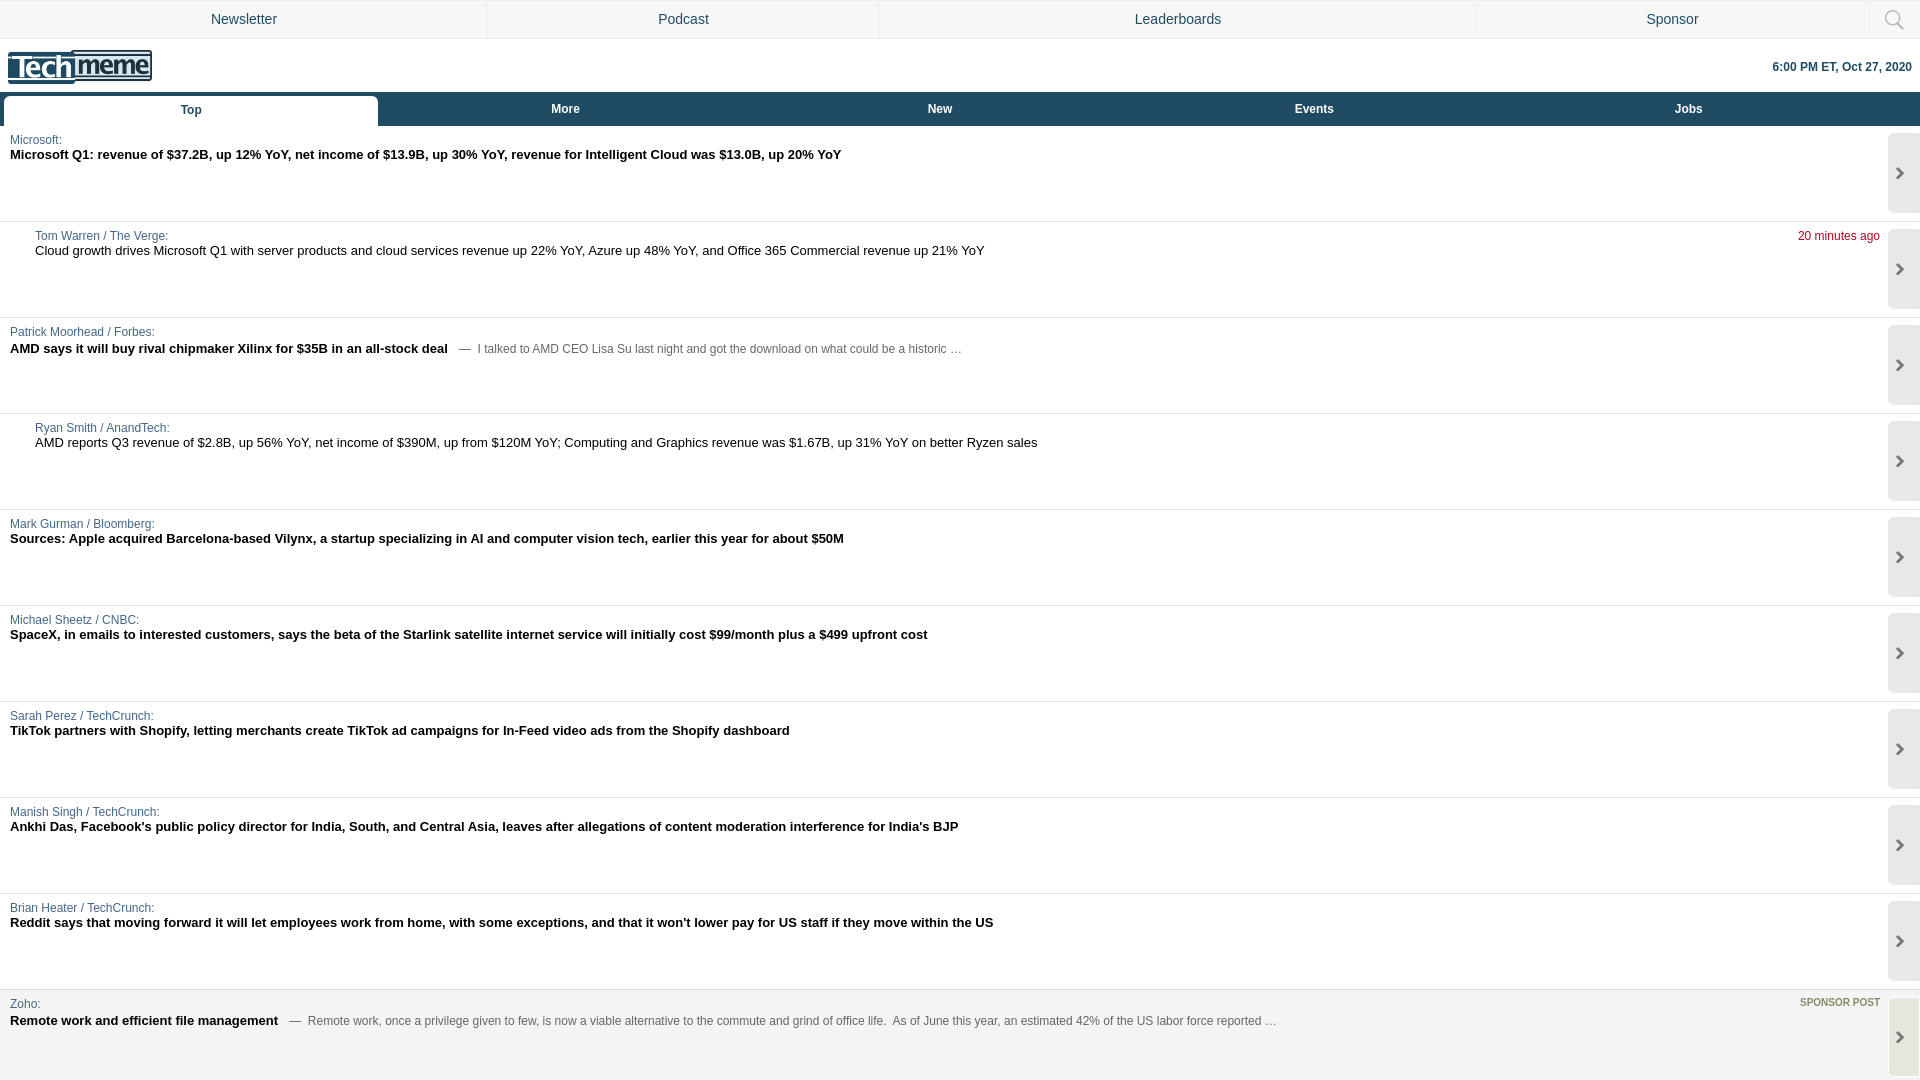 Newsletter
Podcast
Leaderboards
Sponsor
Techmeme
6:00 PM ET, Oct 27, 2020
Top
More
New
Events
Jobs
Microsoft:
Microsoft Q1: revenue of $37.2B, up 12% YoY, net income of $13.9B, up 30% YoY, revenue for Intelligent Cloud was $13.0B, up 20% YoY
Tom Warren / The Verge:
20 minutes ago
Cloud growth drives Microsoft Q1 with server products and cloud services revenue up 22% YoY, Azure up 48% YoY, and Office 365 Commercial revenue up 21% YoY
Patrick Moorhead / Forbes:
AMD says it will buy rival chipmaker Xilinx for $35B in an all-stock deal — I talked to AMD CEO Lisa Su last night and got the download on what could be a historic …
Ryan Smith / AnandTech:
AMD reports Q3 revenue of $2.8B, up 56% YoY, net income of $390M, up from $120M YoY; Computing and Graphics revenue was $1.67B, up 31% YoY on better Ryzen sales
Mark Gurman / Bloomberg:
Sources: Apple acquired Barcelona-based Vilynx, a startup specializing in AI and computer vision tech, earlier this year for about $50M
Michael Sheetz / CNBC:
SpaceX, in emails to interested customers, says the beta of the Starlink satellite internet service will initially cost $99/month plus a $499 upfront cost
Sarah Perez / TechCrunch:
TikTok partners with Shopify, letting merchants create TikTok ad campaigns for In-Feed video ads from the Shopify dashboard
Manish Singh / TechCrunch:
Ankhi Das, Facebook's public policy director for India, South, and Central Asia, leaves after allegations of content moderation interference for India's BJP
Brian Heater / TechCrunch:
Reddit says that moving forward it will let employees work from home, with some exceptions, and that it won't lower pay for US staff if they move within the US
Zoho:
SPONSOR POST
Remote work and efficient file management — Remote work, once a privilege given to few, is now a viable alternative to the commute and grind of office life. As of June this year, an estimated 42% of the US labor force reported …